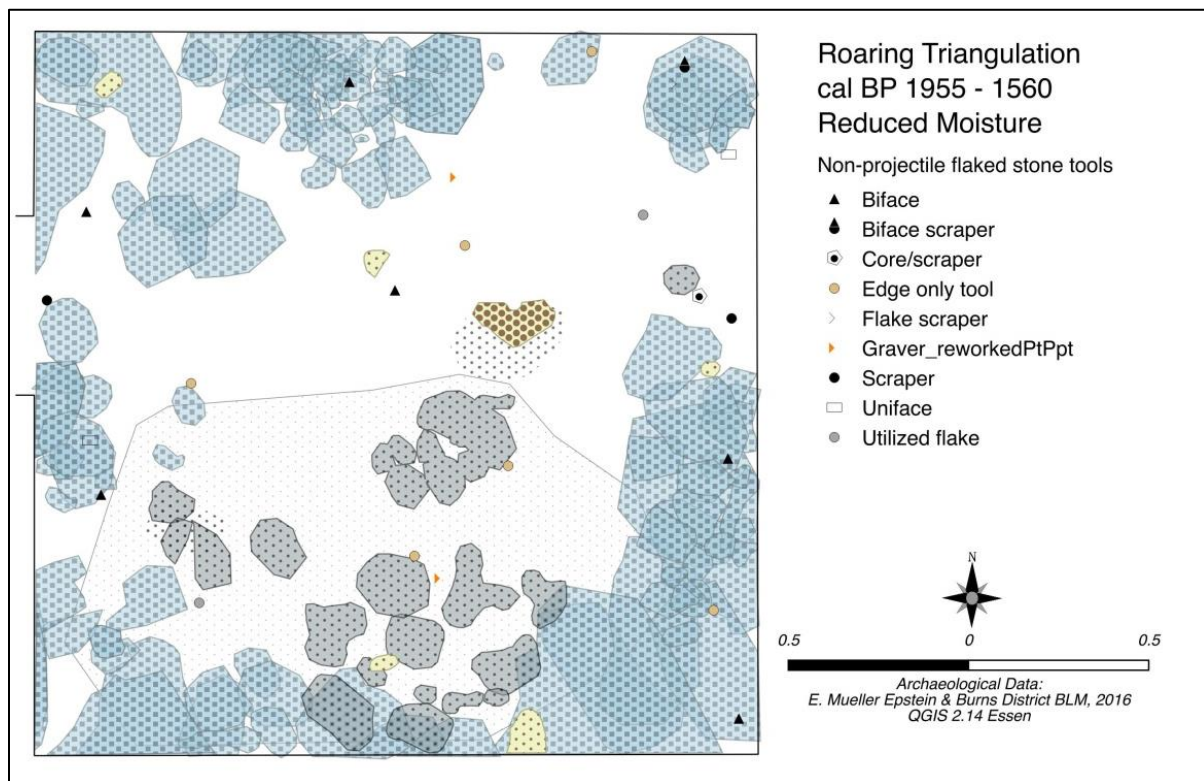 Roaring Triangulation
cal BP 1955 - 1560
Reduced Moisture
Non-projectile flaked stone tools
Biface
Biface scraper
Core/scraper
Edge only tool
Flake scraper
Graver_reworkedPtPpt
Scraper
Uniface
Utilized flake
N
0.5 0 0.5
Archaeological Data:
E. Mueller Epstein & Burns District BLM, 2016
QGIS 2.14 Essen